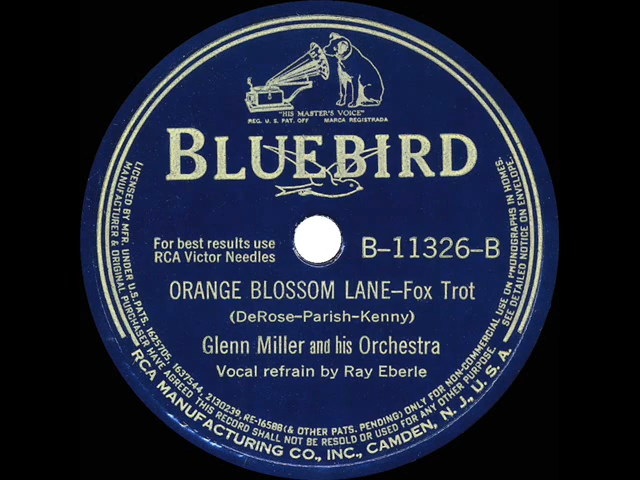 "HIS MASTER'S VOICE"
REG. U. S. PAT. OFF MARCA REGISTRADA
BLUEBIRD
For best results use
RCA Victor Needles
B-11326-B
ORANGE BLOSSOM LANE-Fox Trot
(DeRose-Parish-Kenny)
Glenn Miller and his Orchestra
Vocal refrain by Ray Eberle
LICENSED BY MFR. UNDER U.S. PATS. 1625705, 1637544, 2130239, RE-16588 (& OTHER PATS. PENDING) ONLY FOR NON-COMMERCIAL USE ON PHONOGRAPHS IN HOMES.
MANUFACTURER & ORIGINAL PURCHASER HAVE AGREED THIS RECORD SHALL NOT BE RESOLD OR USED FOR ANY OTHER PURPOSE. SEE DETAILED NOTICE ON ENVELOPE.
RCA MANUFACTURING CO., INC., CAMDEN, N. J., U. S. A.